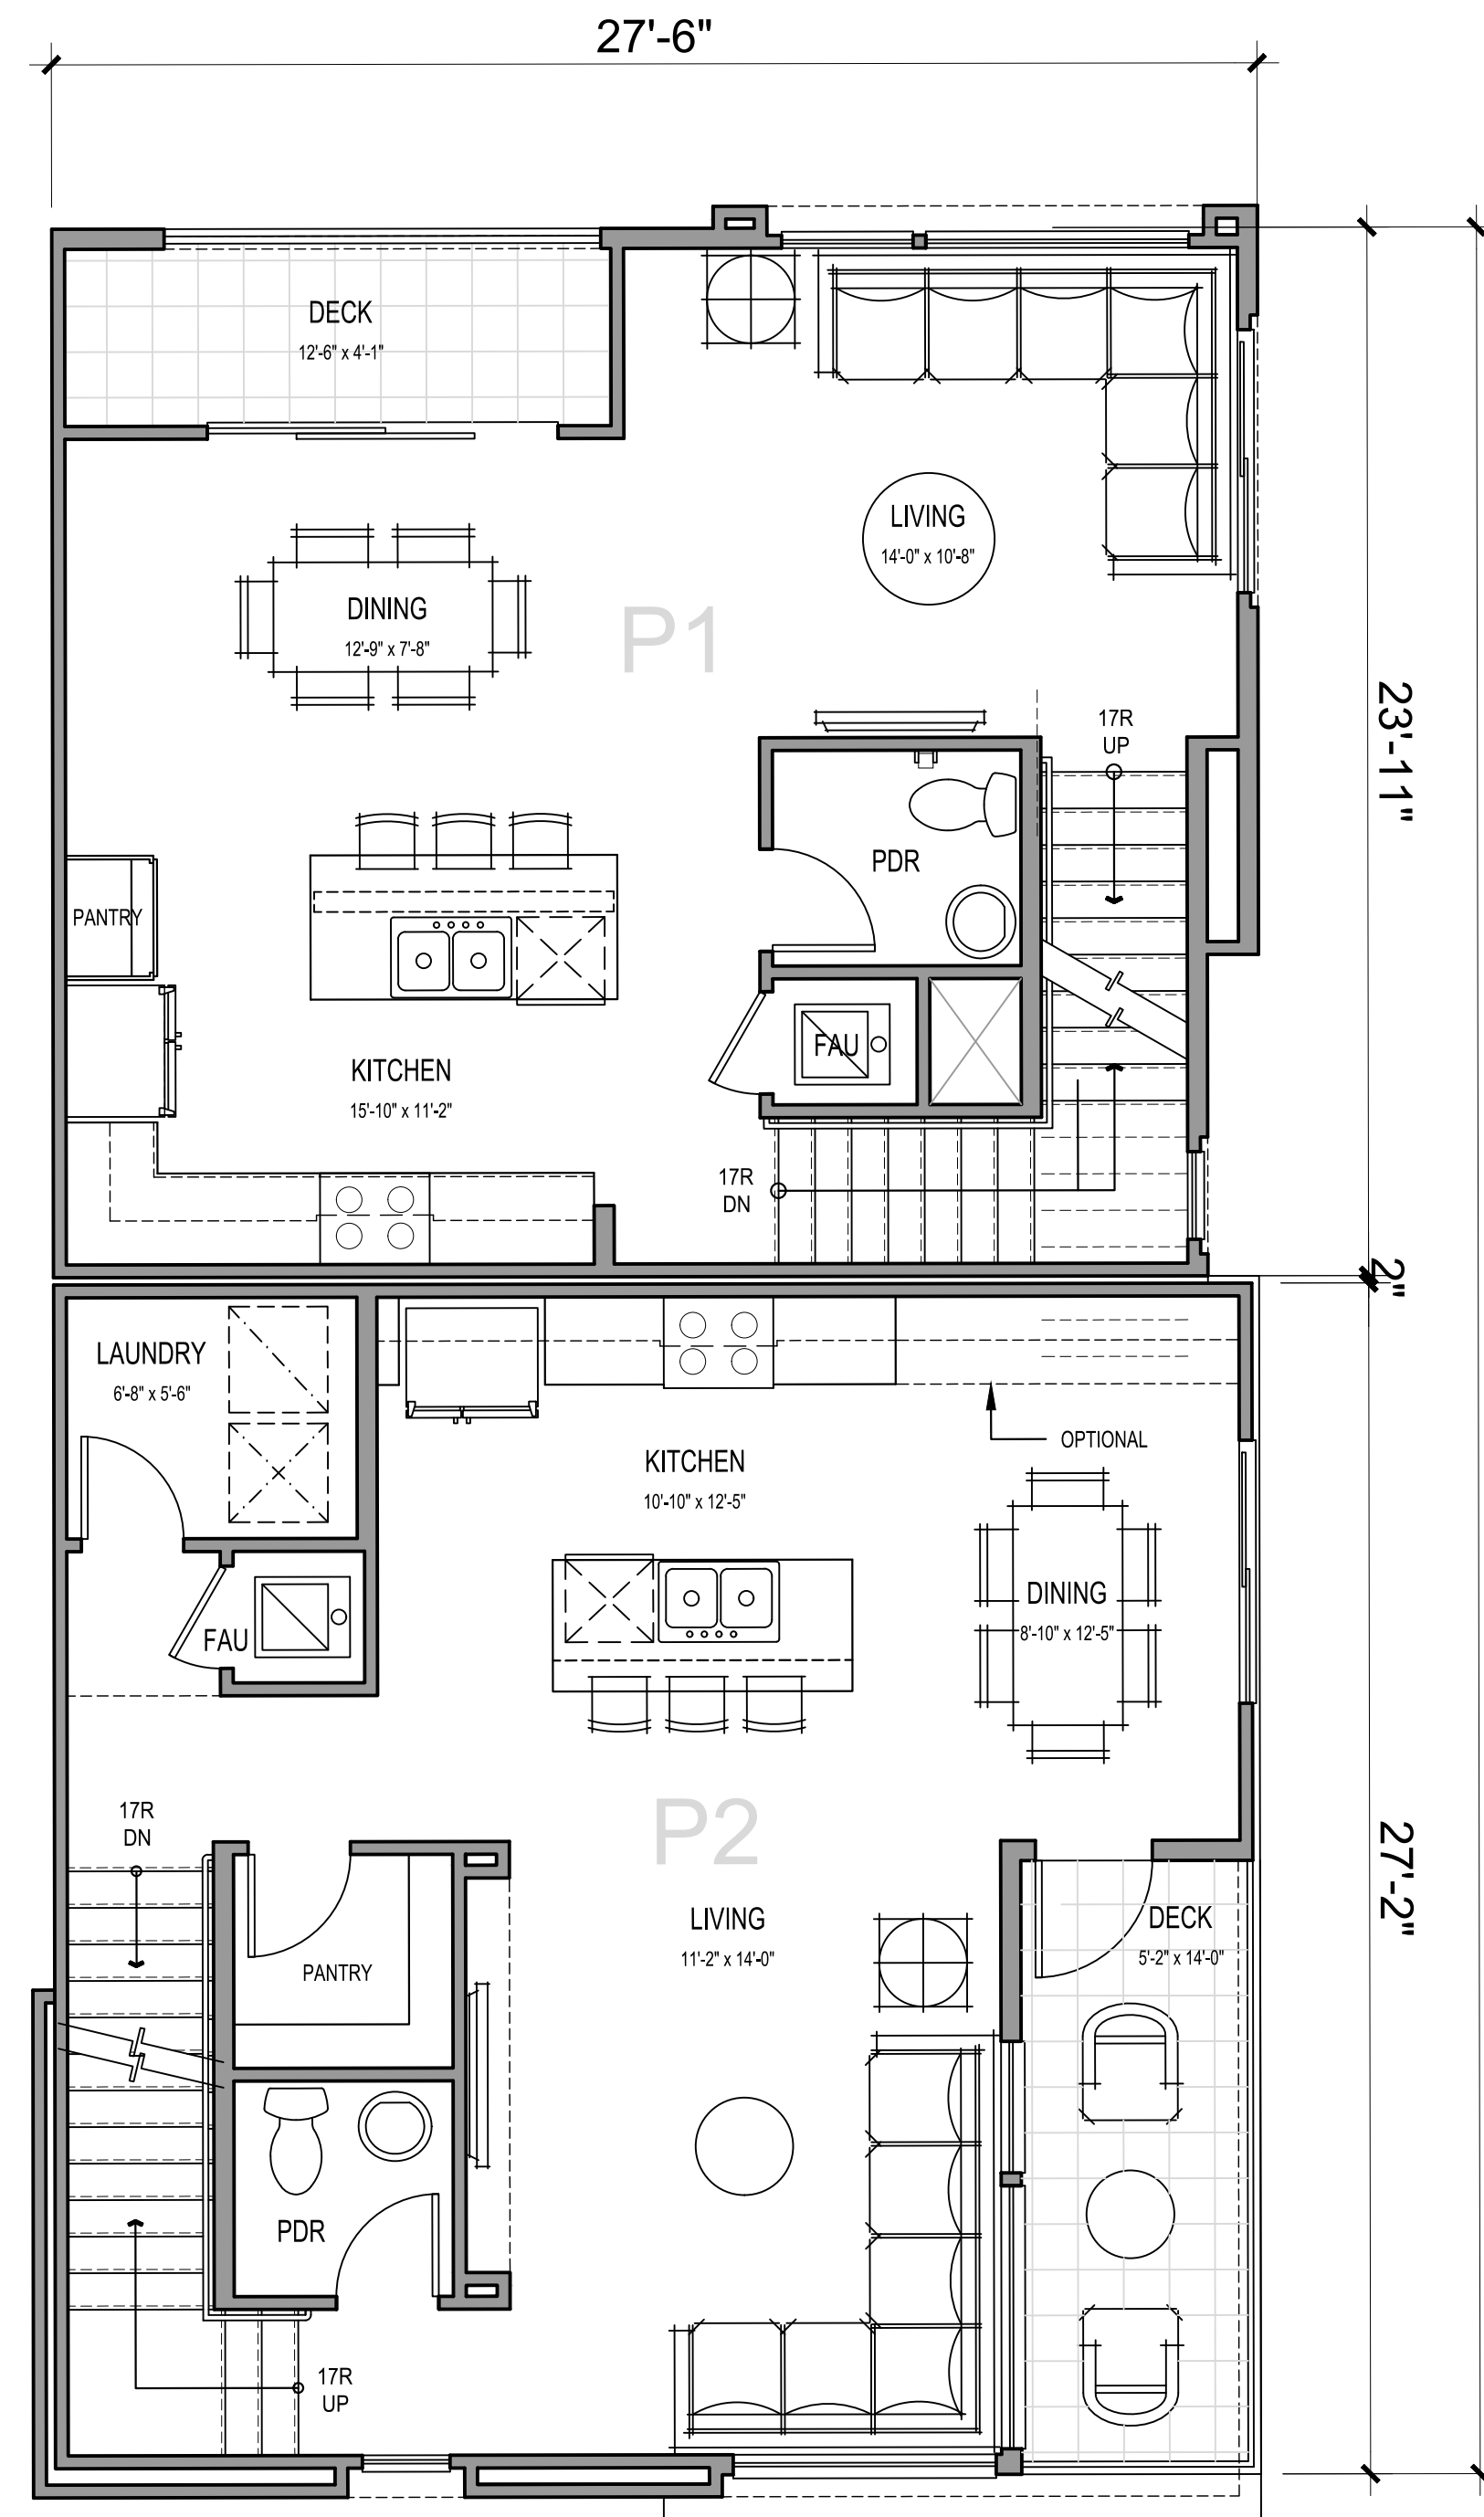 27'-6"
DECK
12'-6" x 4'-1"
LIVING
14'-0" x 10'-8"
DINING
12'-9" x 7'-8"
P1
17R
UP
23'-11"
PDR
PANTRY
FAU
KITCHEN
15'-10" x 11'-2"
17R
DN
2"
LAUNDRY
6'-8" x 5'-6"
OPTIONAL
KITCHEN
10'-10" x 12'-5"
DINING
8'-10" x 12'-5"
FAU
17R
DN
P2
27'-2"
LIVING
11'-2" x 14'-0"
DECK
5'-2" x 14'-0"
PANTRY
PDR
17R
UP